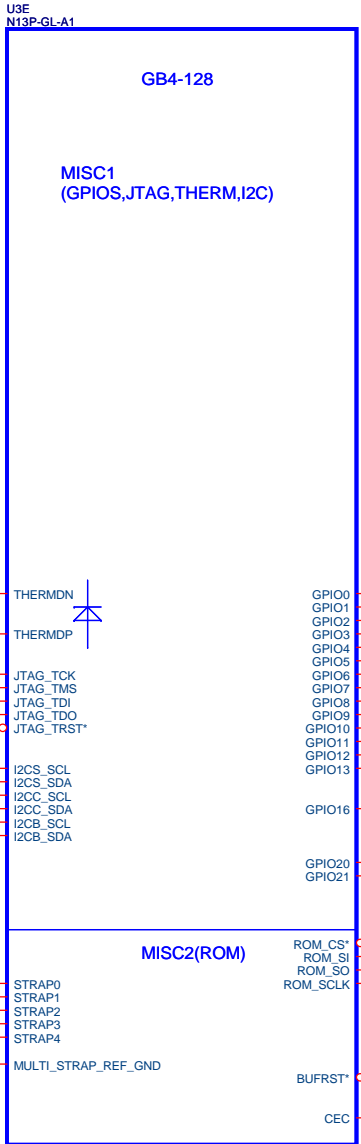 U3E
N13P-GL-A1
GB4-128
MISC1
(GPIOS,JTAG,THERM,I2C)
THERMDN
THERMDP
JTAG_TCK
JTAG_TMS
JTAG_TDI
JTAG_TDO
JTAG_TRST*
I2CS_SCL
I2CS_SDA
I2CC_SCL
I2CC_SDA
I2CB_SCL
I2CB_SDA
GPIO0
GPIO1
GPIO2
GPIO3
GPIO4
GPIO5
GPIO6
GPIO7
GPIO8
GPIO9
GPIO10
GPIO11
GPIO12
GPIO13
GPIO16
GPIO20
GPIO21
MISC2(ROM)
STRAP0
STRAP1
STRAP2
STRAP3
STRAP4
MULTI_STRAP_REF_GND
ROM_CS*
ROM_SI
ROM_SO
ROM_SCLK
BUFRST*
CEC